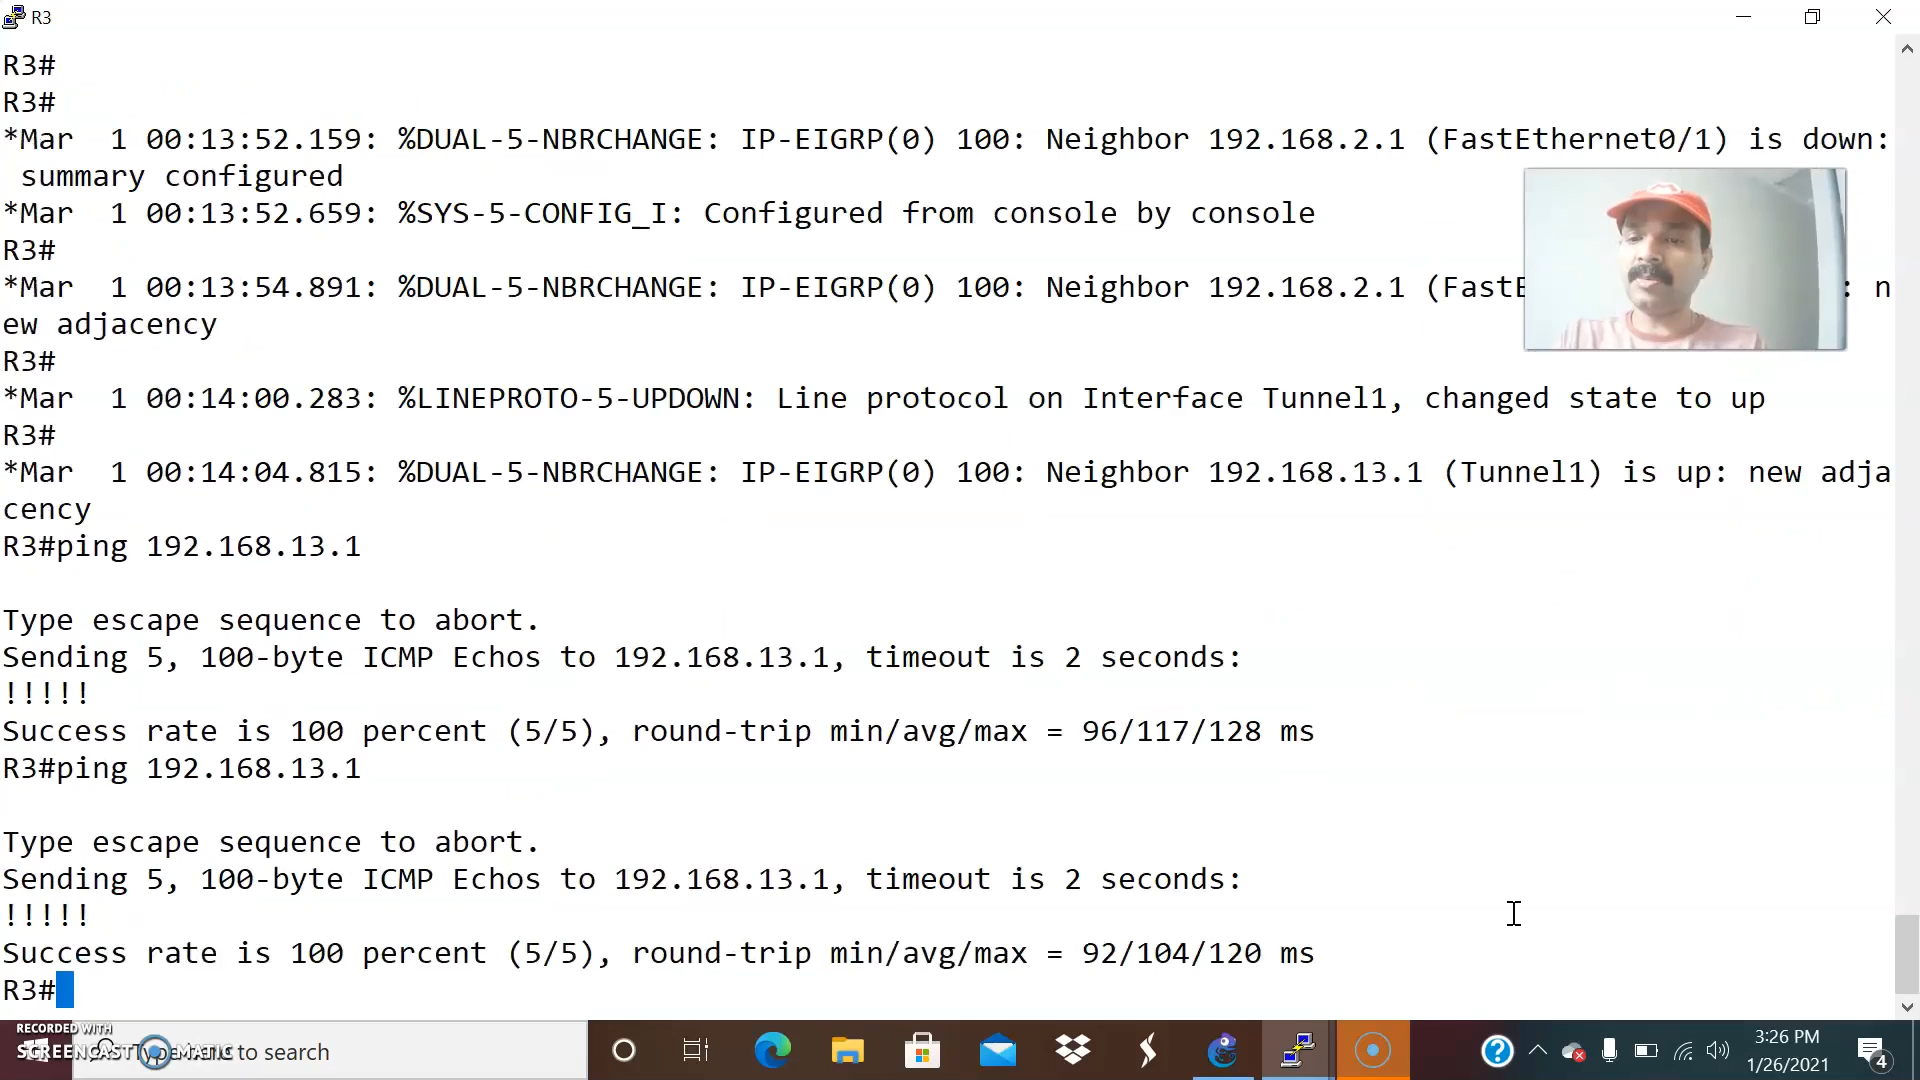 R3
R3#
R3#
*Mar  1 00:13:52.159: %DUAL-5-NBRCHANGE: IP-EIGRP(0) 100: Neighbor 192.168.2.1 (FastEthernet0/1) is down:
 summary configured
*Mar  1 00:13:52.659: %SYS-5-CONFIG_I: Configured from console by console
R3#
*Mar  1 00:13:54.891: %DUAL-5-NBRCHANGE: IP-EIGRP(0) 100: Neighbor 192.168.2.1 (FastE : n
ew adjacency
R3#
*Mar  1 00:14:00.283: %LINEPROTO-5-UPDOWN: Line protocol on Interface Tunnel1, changed state to up
R3#
*Mar  1 00:14:04.815: %DUAL-5-NBRCHANGE: IP-EIGRP(0) 100: Neighbor 192.168.13.1 (Tunnel1) is up: new adja
cency
R3#ping 192.168.13.1
Type escape sequence to abort.
Sending 5, 100-byte ICMP Echos to 192.168.13.1, timeout is 2 seconds:
!!!!!
Success rate is 100 percent (5/5), round-trip min/avg/max = 96/117/128 ms
R3#ping 192.168.13.1
Type escape sequence to abort.
Sending 5, 100-byte ICMP Echos to 192.168.13.1, timeout is 2 seconds:
!!!!!
Success rate is 100 percent (5/5), round-trip min/avg/max = 92/104/120 ms
R3#
RECORDED WITH
SCREENCAST MATIC
Type here to search
3:26 PM
1/26/2021
4